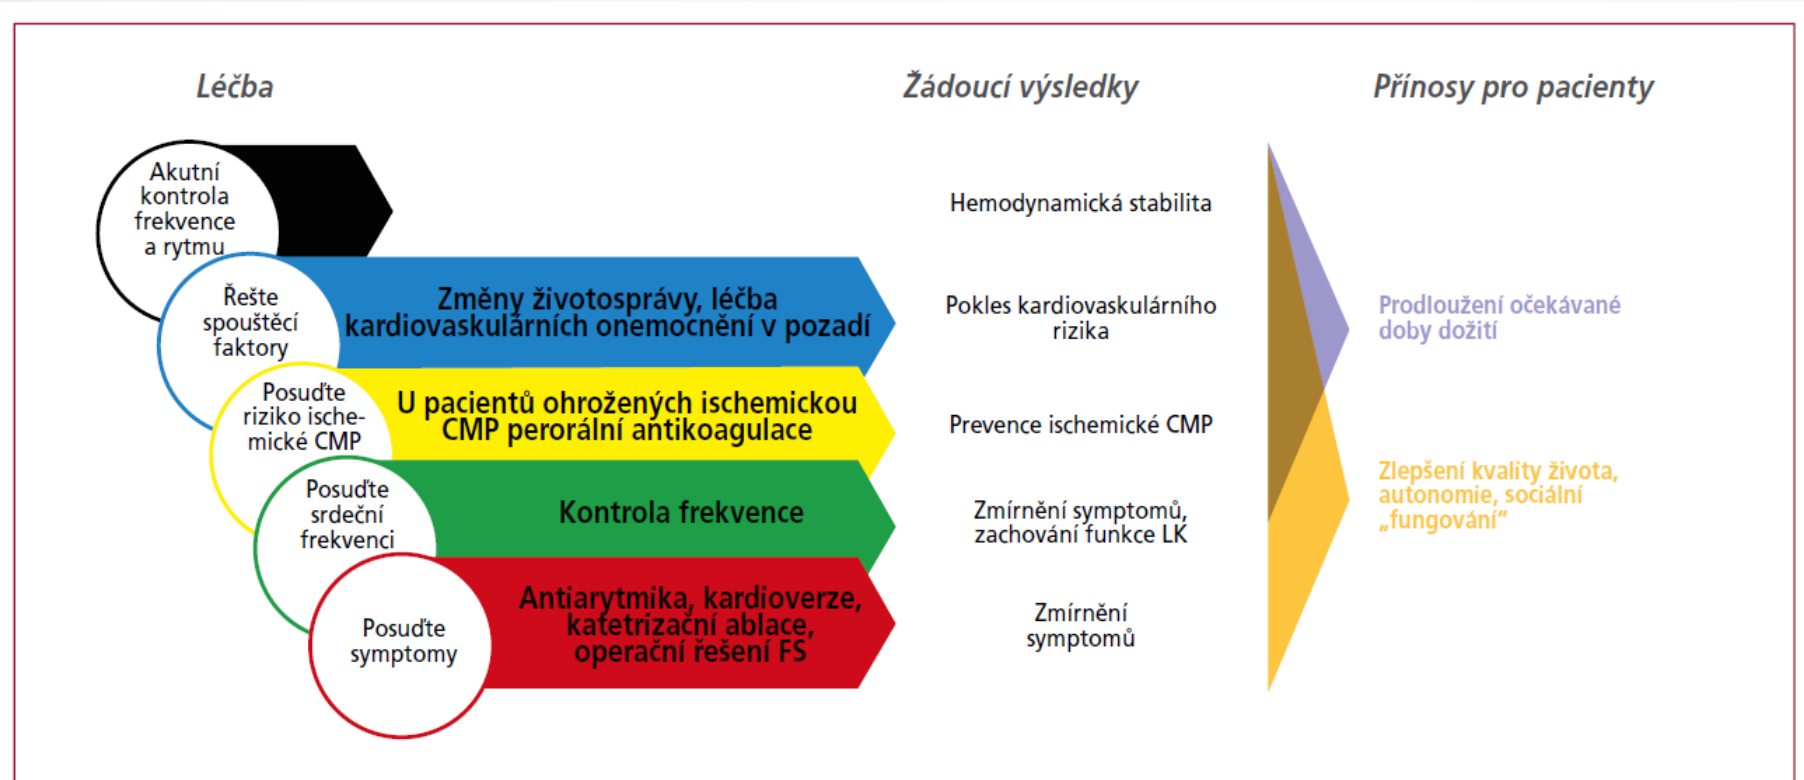 Léčba
Žádoucí výsledky
Přínosy pro pacienty
Akutní
kontrola
frekvence
a rytmu
Hemodynamická stabilita
Řešte
spouštěcí
faktory
Změny životosprávy, léčba
kardiovaskulárních onemocnění v pozadí
Pokles kardiovaskulárního
rizika
Prodloužení očekávané
doby dožití
Posuďte
riziko ische-
mické CMP
U pacientů ohrožených ischemickou
CMP perorální antikoagulace
Prevence ischemické CMP
Posuďte
srdeční
frekvenci
Kontrola frekvence
Zmírnění symptomů,
zachování funkce LK
Zlepšení kvality života,
autonomie, sociální
„fungování“
Posuďte
symptomy
Antiarytmika, kardioverze,
katetrizační ablace,
operační řešení FS
Zmírnění
symptomů